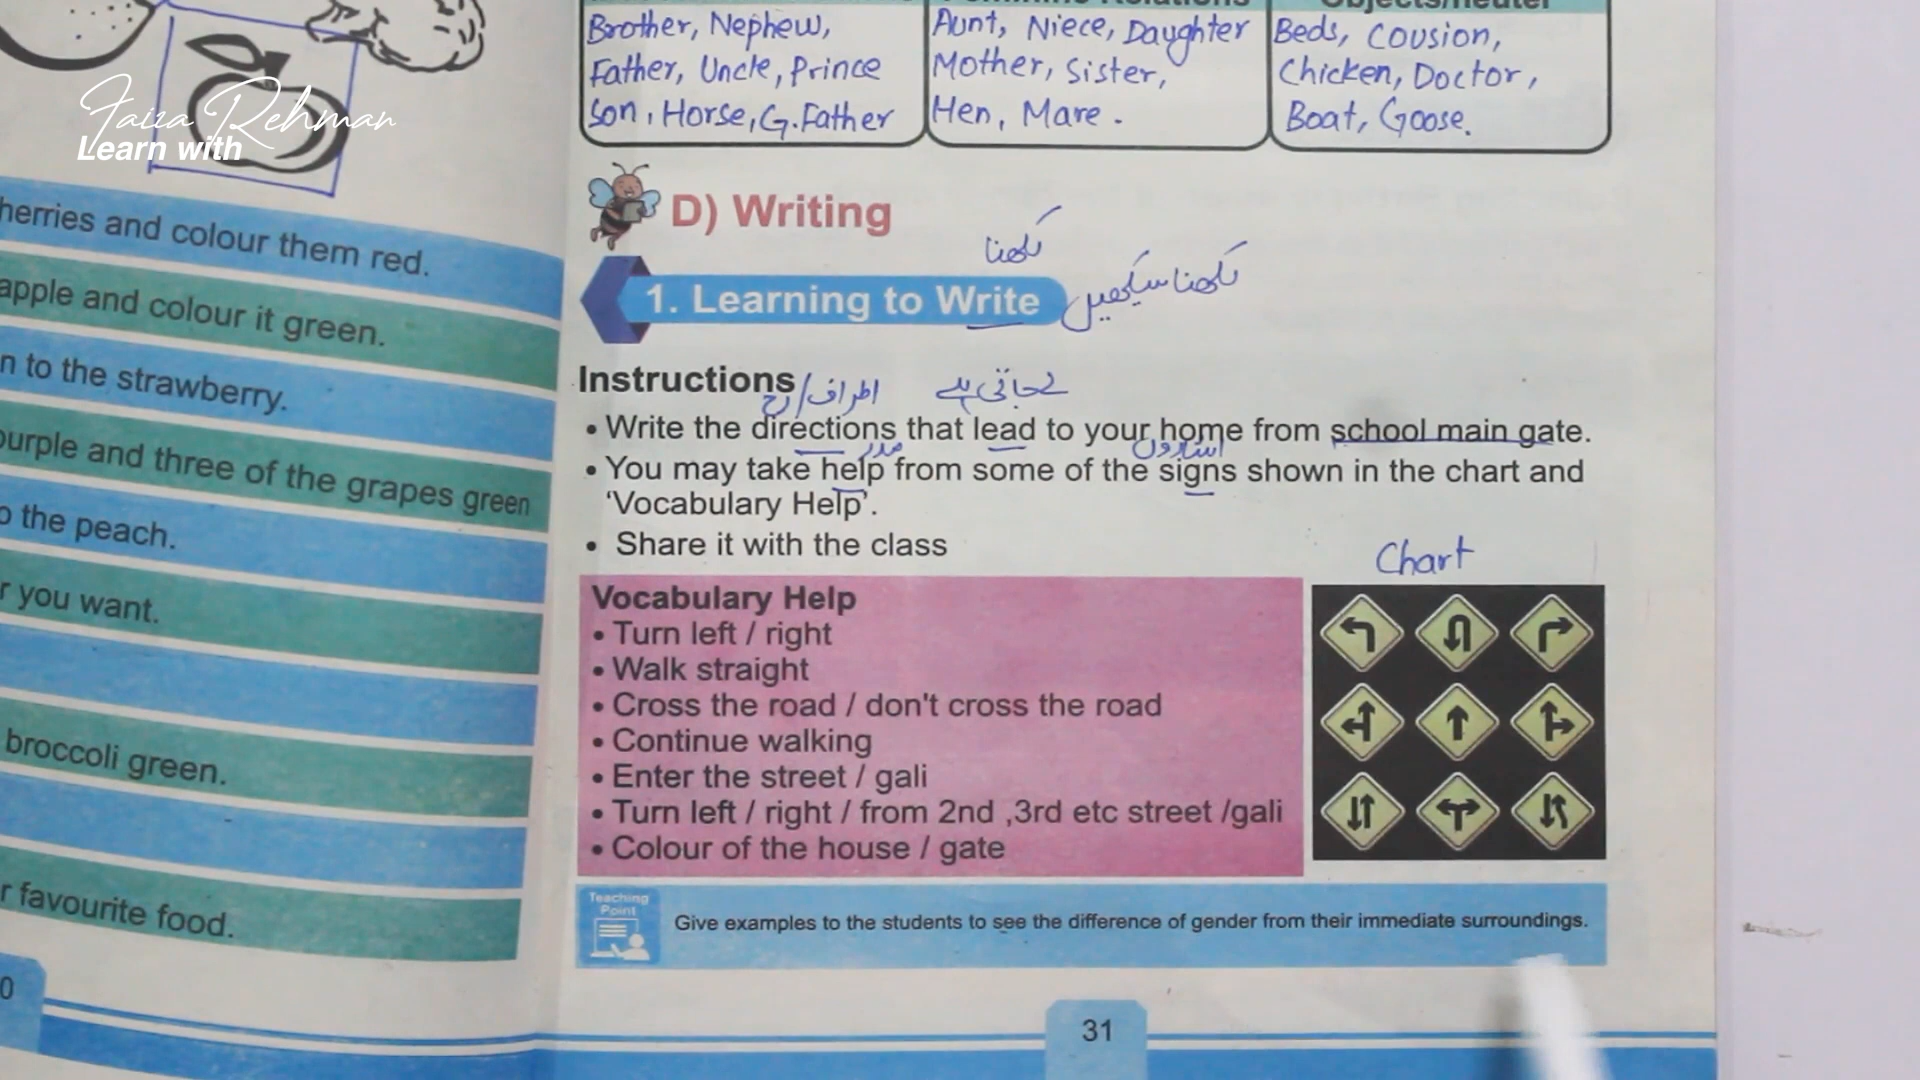 Faiza Rehman
Learn with
herries and colour them red.
apple and colour it green.
n to the strawberry.
ourple and three of the grapes green
o the peach.
r you want.
broccoli green.
r favourite food.
0
Brother, Nephew,
Father, Uncle, Prince
Son, Horse, G.Father
Aunt, Niece, Daughter
Mother, Sister,
Hen, Mare.
Objects/neuter
Beds, Cousion,
Chicken, Doctor,
Boat, Goose.
D) Writing
لکھنا
1. Learning to Write
لکھنا سیکھیں
Instructions
اطراف/رخ
• Write the directions that lead to your home from school main gate.
مدد
• You may take help from some of the signs shown in the chart and
‘Vocabulary Help’.
• Share it with the class
Chart
Vocabulary Help
• Turn left / right
• Walk straight
• Cross the road / don't cross the road
• Continue walking
• Enter the street / gali
• Turn left / right / from 2nd ,3rd etc street /gali
• Colour of the house / gate
Teaching
Point
Give examples to the students to see the difference of gender from their immediate surroundings.
31